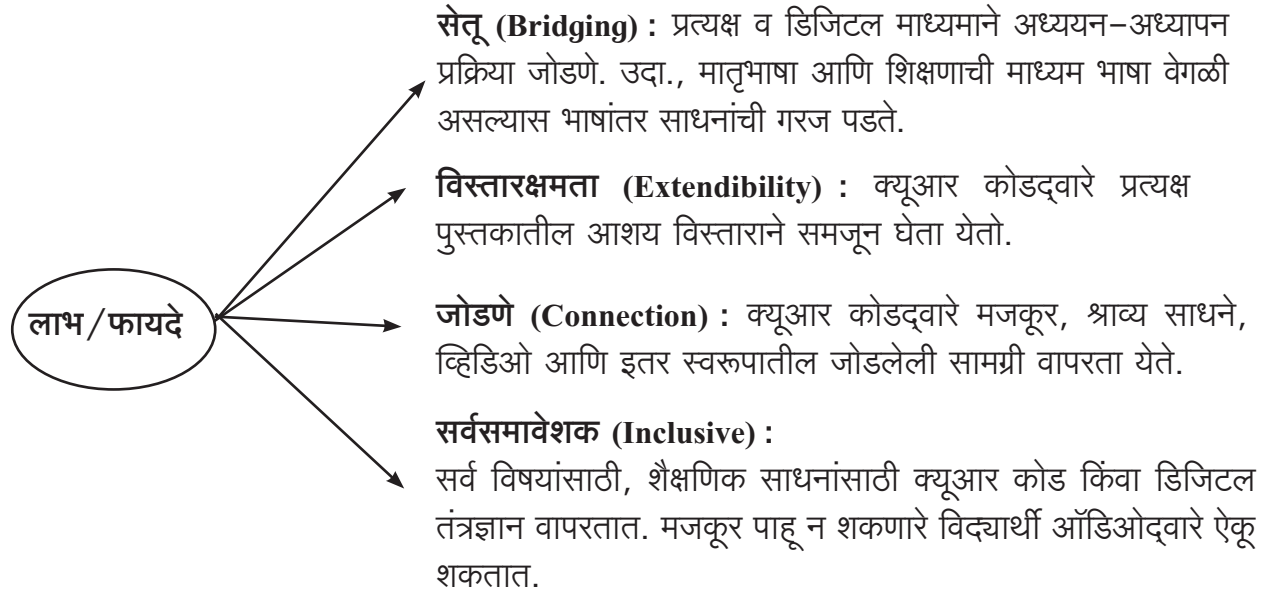 सेतू (Bridging) : प्रत्यक्ष व डिजिटल माध्यमाने अध्ययन-अध्यापन
प्रक्रिया जोडणे. उदा., मातृभाषा आणि शिक्षणाची माध्यम भाषा वेगळी
असल्यास भाषांतर साधनांची गरज पडते.
विस्तारक्षमता (Extendibility) : क्यूआर कोडद्‌वारे प्रत्यक्ष
पुस्तकातील आशय विस्ताराने समजून घेता येतो.
लाभ/फायदे
जोडणे (Connection) : क्यूआर कोडद्‌वारे मजकूर, श्राव्य साधने,
व्हिडिओ आणि इतर स्वरूपातील जोडलेली सामग्री वापरता येते.
सर्वसमावेशक (Inclusive) :
सर्व विषयांसाठी, शैक्षणिक साधनांसाठी क्यूआर कोड किंवा डिजिटल
तंत्रज्ञान वापरतात. मजकूर पाहू न शकणारे विद्यार्थी ऑडिओद्‌वारे ऐकू
शकतात.